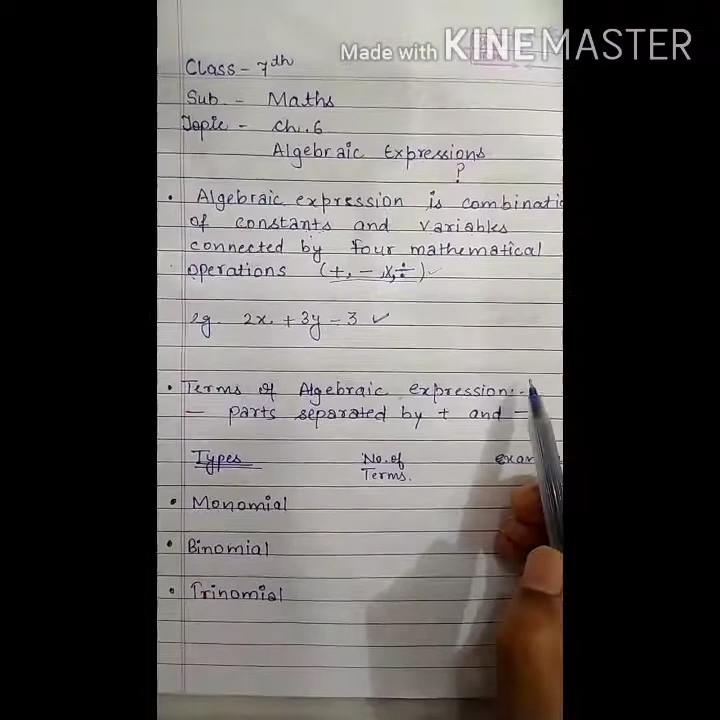 Made with KINEMASTER
Class - 7th
Sub - Maths
Topic - Ch. 6
Algebraic Expressions
?
• Algebraic expression is combinati
of constants and variables
connected by four mathematical
operations (+, -, x, ÷) ✓
eg. 2x + 3y - 3 ✓
• Terms of Algebraic expression :-
- parts separated by + and -
Types No. of exam
Terms.
• Monomial
• Binomial
• Trinomial